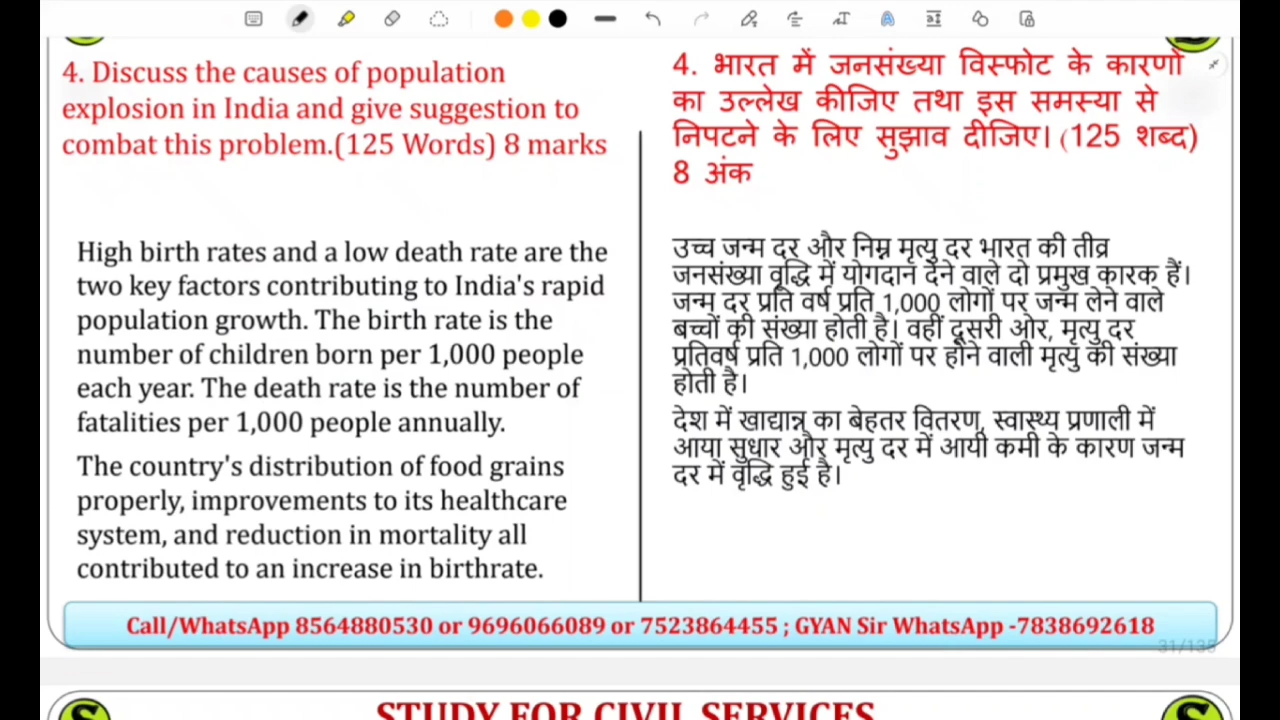 4. Discuss the causes of population
explosion in India and give suggestion to
combat this problem.(125 Words) 8 marks
High birth rates and a low death rate are the
two key factors contributing to India's rapid
population growth. The birth rate is the
number of children born per 1,000 people
each year. The death rate is the number of
fatalities per 1,000 people annually.
The country's distribution of food grains
properly, improvements to its healthcare
system, and reduction in mortality all
contributed to an increase in birthrate.
4. भारत में जनसंख्या विस्फोट के कारणों
का उल्लेख कीजिए तथा इस समस्या से
निपटने के लिए सुझाव दीजिए। (125 शब्द)
8 अंक
उच्च जन्म दर और निम्न मृत्यु दर भारत की तीव्र
जनसंख्या वृद्धि में योगदान देने वाले दो प्रमुख कारक हैं।
जन्म दर प्रति वर्ष प्रति 1,000 लोगों पर जन्म लेने वाले
बच्चों की संख्या होती है। वहीं दूसरी ओर, मृत्यु दर
प्रतिवर्ष प्रति 1,000 लोगों पर होने वाली मृत्यु की संख्या
होती है।
देश में खाद्यान्न का बेहतर वितरण, स्वास्थ्य प्रणाली में
आया सुधार और मृत्यु दर में आयी कमी के कारण जन्म
दर में वृद्धि हुई है।
Call/WhatsApp 8564880530 or 9696066089 or 7523864455 ; GYAN Sir WhatsApp -7838692618
31/138
STUDY FOR CIVIL SERVICES